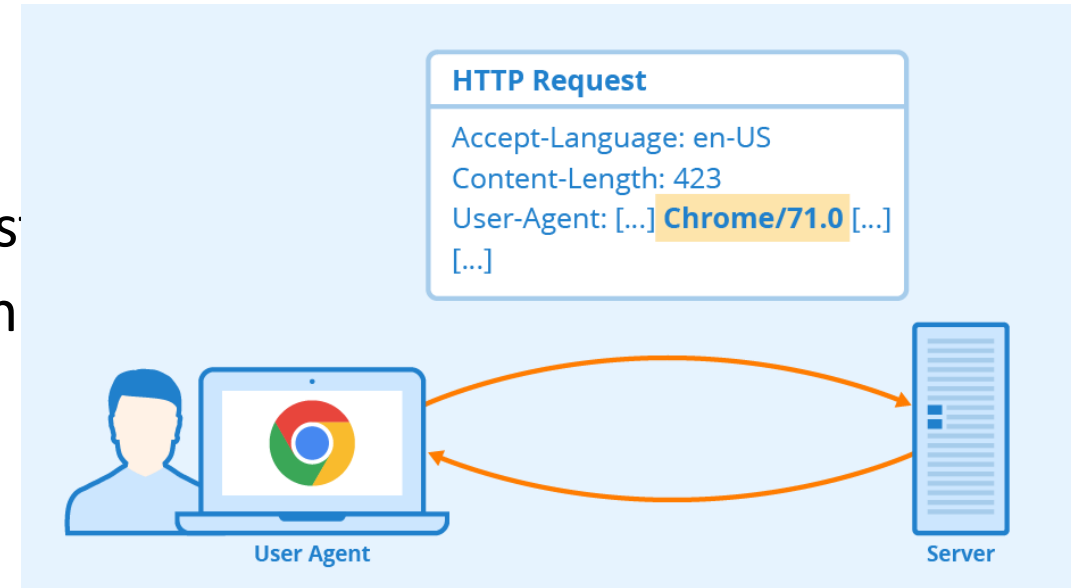 HTTP Request
Accept-Language: en-US
Content-Length: 423
User-Agent: [...] Chrome/71.0 [...]
[...]
User Agent
Server